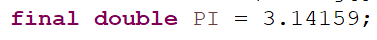 final double PI = 3.14159;